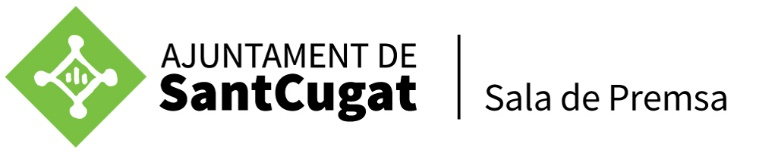 AJUNTAMENT DE
SantCugat
Sala de Premsa